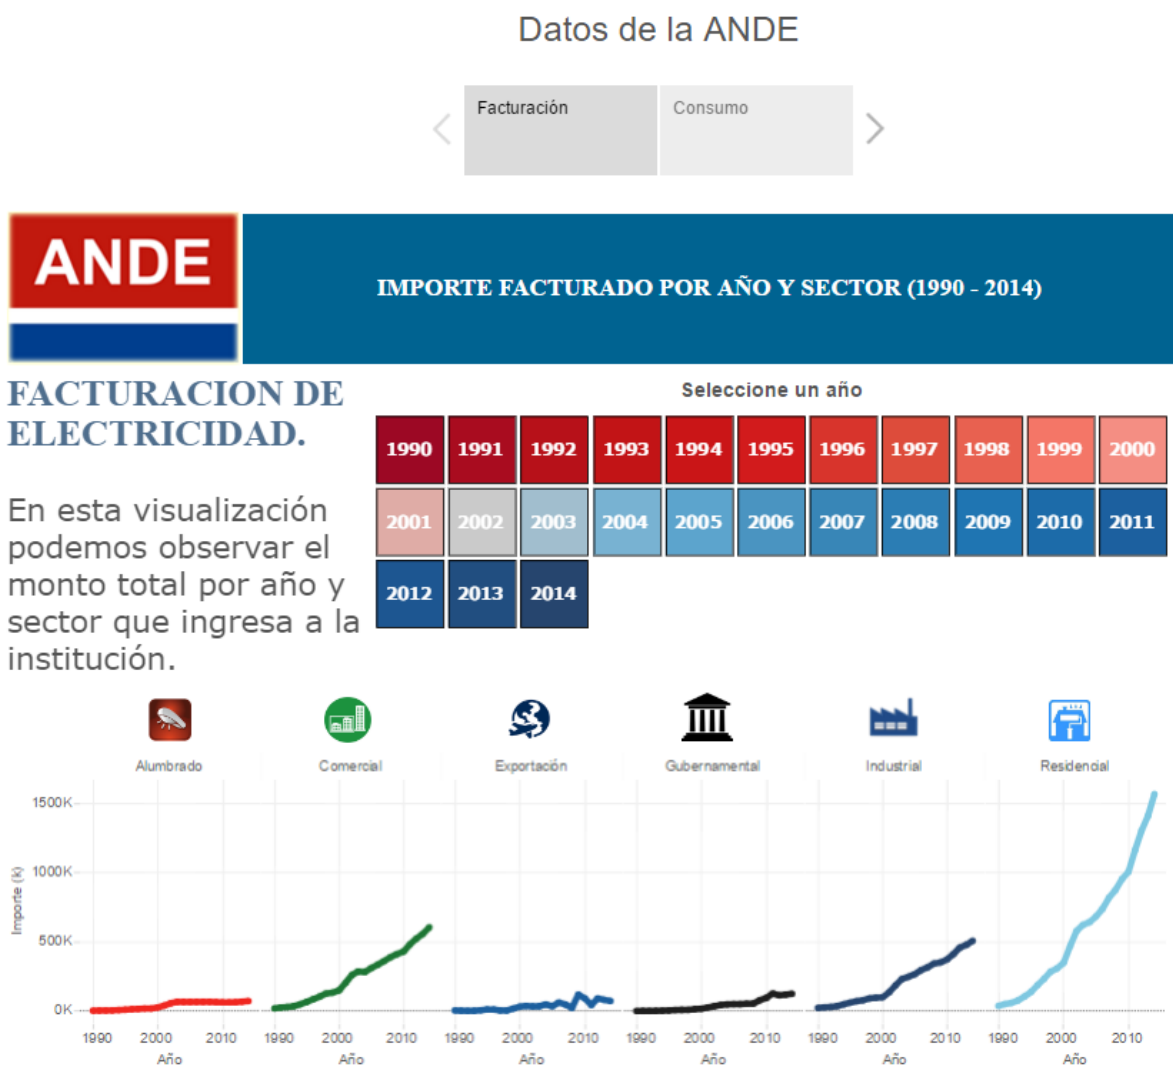 Datos de la ANDE
Facturación
Consumo
ANDE
IMPORTE FACTURADO POR AÑO Y SECTOR (1990 - 2014)
FACTURACION DE
ELECTRICIDAD.
En esta visualización
podemos observar el
monto total por año y
sector que ingresa a la
institución.
Seleccione un año
1990 1991 1992 1993 1994 1995 1996 1997 1998 1999 2000
2001 2002 2003 2004 2005 2006 2007 2008 2009 2010 2011
2012 2013 2014
Alumbrado Comercial Exportación Gubernamental Industrial Residencial
Importe (k)
1500K
1000K
500K
0K
1990 2000 2010 1990 2000 2010 1990 2000 2010 1990 2000 2010 1990 2000 2010 1990 2000 2010
Año Año Año Año Año Año